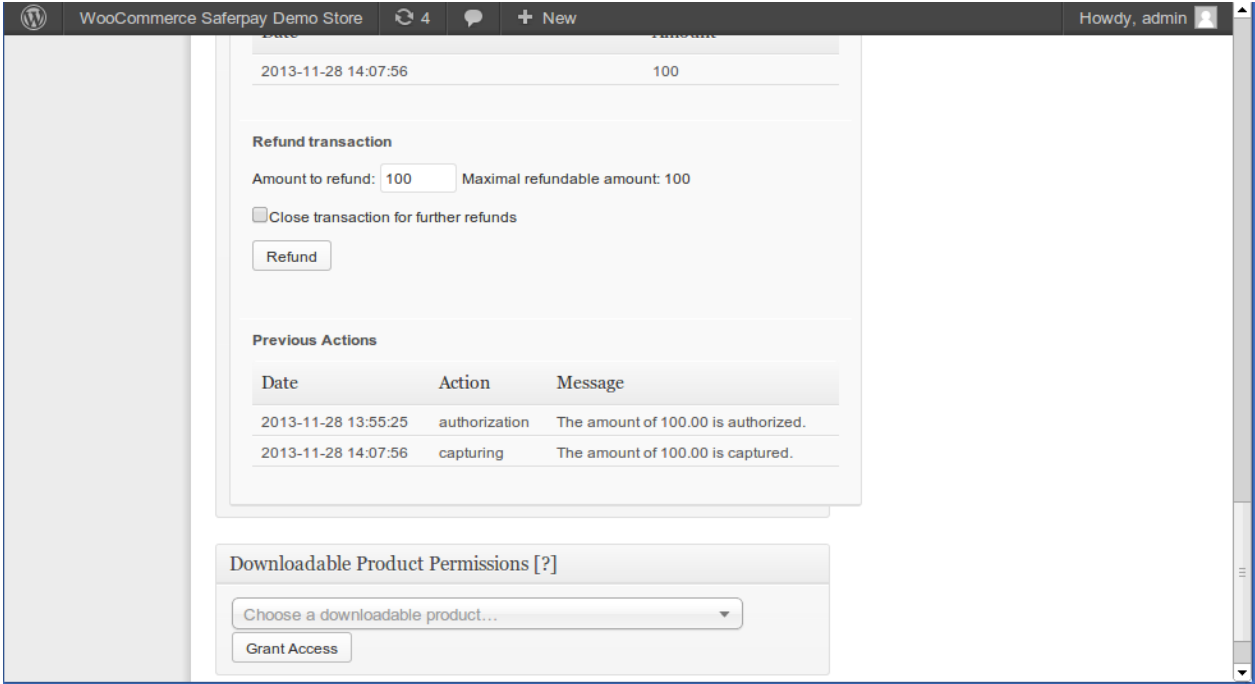 WooCommerce Saferpay Demo Store 4 + New Howdy, admin
Date Amount
2013-11-28 14:07:56 100
Refund transaction
Amount to refund: 100 Maximal refundable amount: 100
Close transaction for further refunds
Refund
Previous Actions
Date Action Message
2013-11-28 13:55:25 authorization The amount of 100.00 is authorized.
2013-11-28 14:07:56 capturing The amount of 100.00 is captured.
Downloadable Product Permissions [?]
Choose a downloadable product...
Grant Access